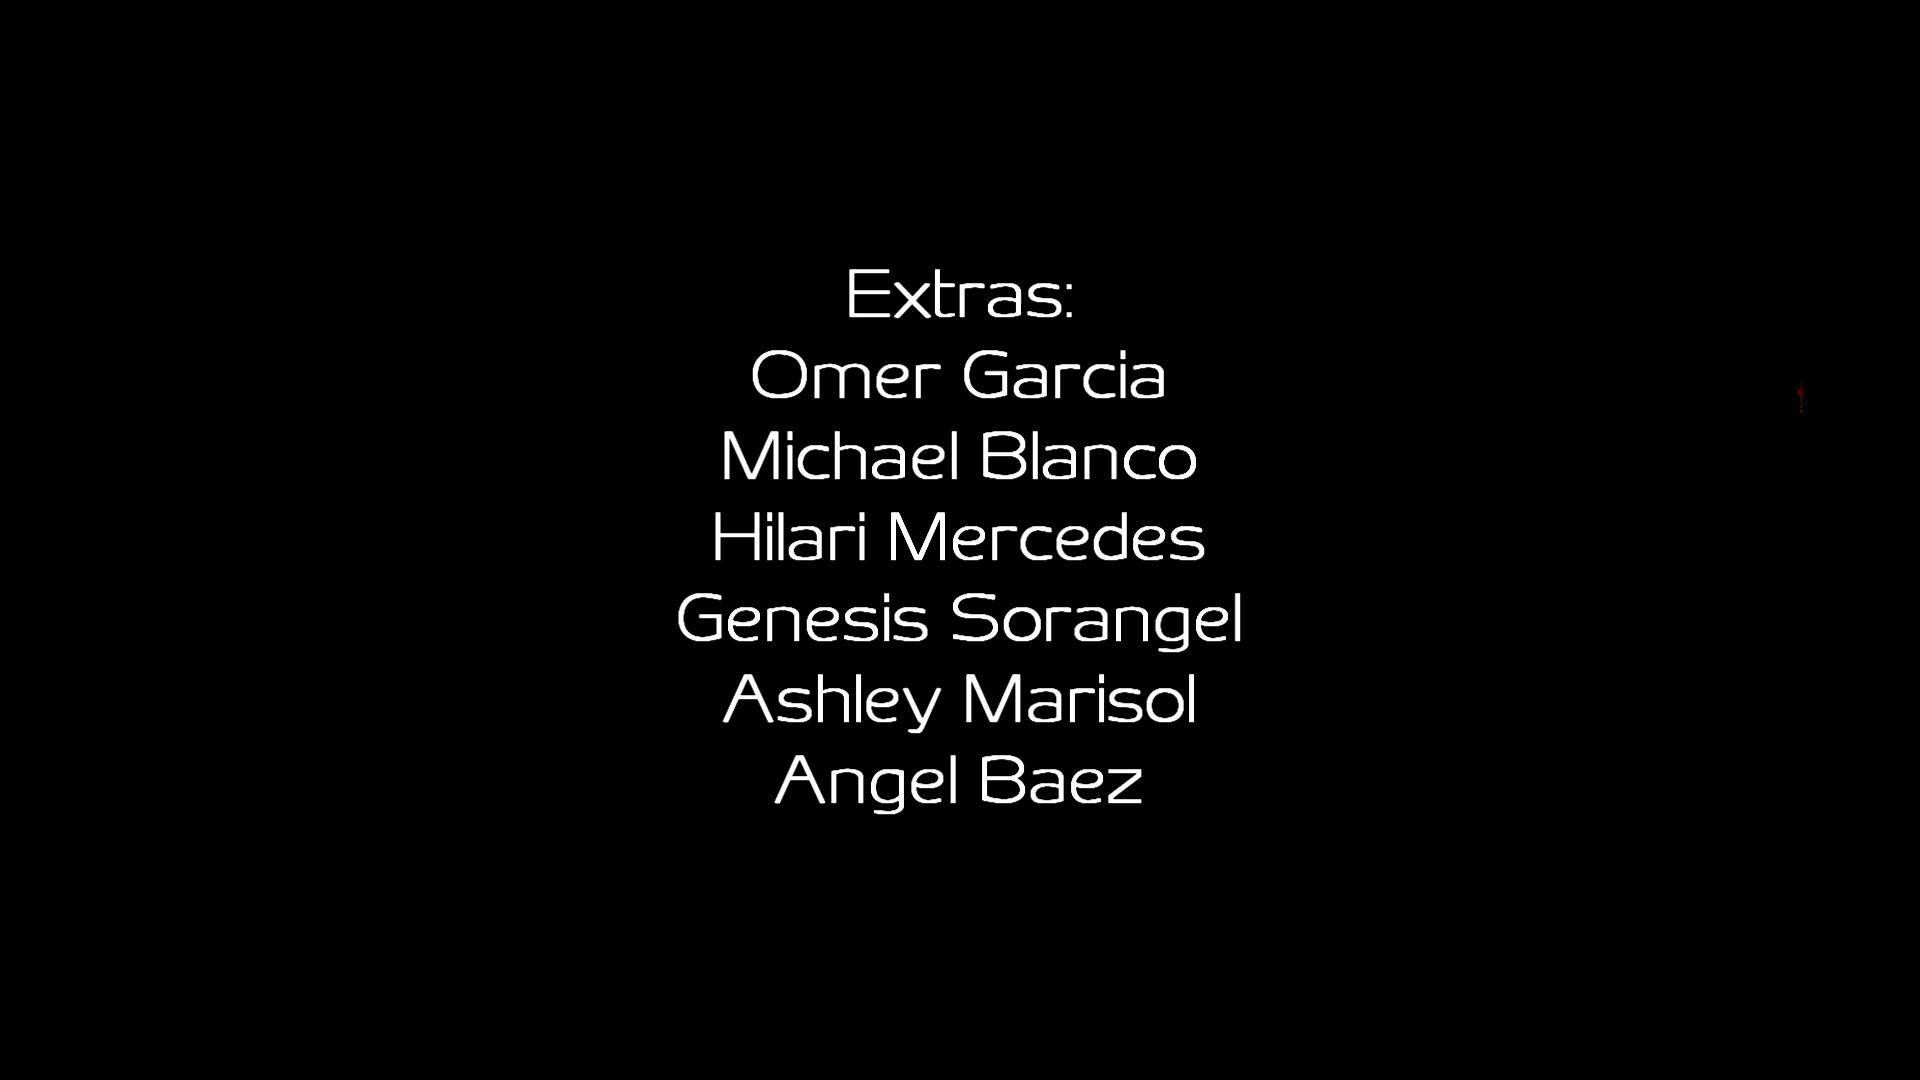 Extras:
Omer Garcia
Michael Blanco
Hilari Mercedes
Genesis Sorangel
Ashley Marisol
Angel Baez